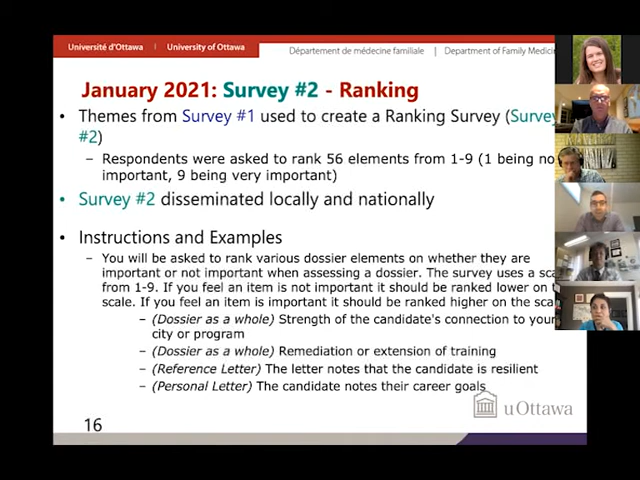 Université d'Ottawa | University of Ottawa
Département de médecine familiale | Department of Family Medicin
January 2021: Survey #2 - Ranking
• Themes from Survey #1 used to create a Ranking Survey (Survey
#2)
– Respondents were asked to rank 56 elements from 1-9 (1 being no
important, 9 being very important)
• Survey #2 disseminated locally and nationally
• Instructions and Examples
– You will be asked to rank various dossier elements on whether they are
important or not important when assessing a dossier. The survey uses a sca
from 1-9. If you feel an item is not important it should be ranked lower on t
scale. If you feel an item is important it should be ranked higher on the sca
– (Dossier as a whole) Strength of the candidate's connection to your
city or program
– (Dossier as a whole) Remediation or extension of training
– (Reference Letter) The letter notes that the candidate is resilient
– (Personal Letter) The candidate notes their career goals
uOttawa
16